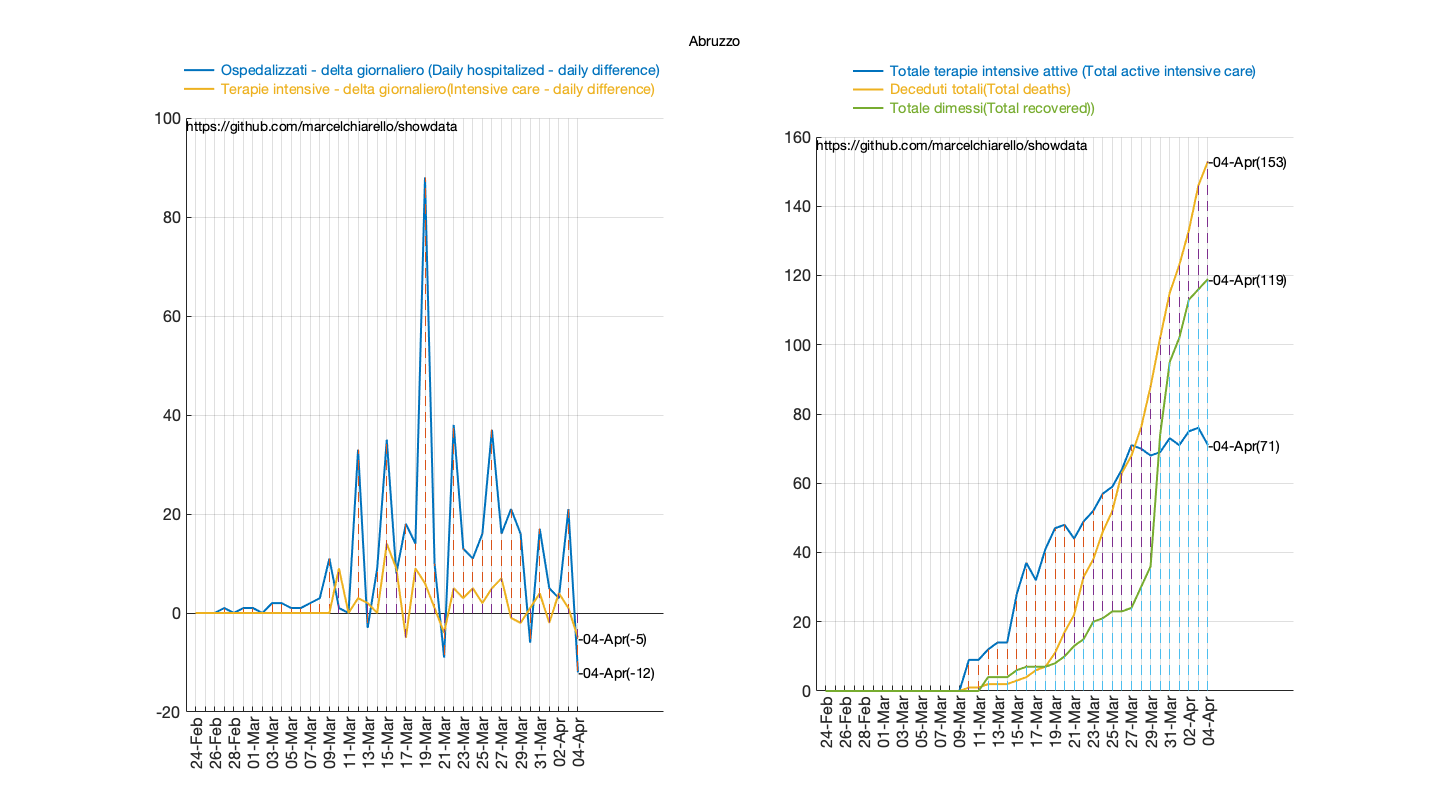 Abruzzo
Ospedalizzati - delta giornaliero (Daily hospitalized - daily difference)
Terapie intensive - delta giornaliero(Intensive care - daily difference)
100
80
60
40
20
0
-20
https://github.com/marcelchiarello/showdata
-04-Apr(-5)
-04-Apr(-12)
24-Feb
26-Feb
28-Feb
01-Mar
03-Mar
05-Mar
07-Mar
09-Mar
11-Mar
13-Mar
15-Mar
17-Mar
19-Mar
21-Mar
23-Mar
25-Mar
27-Mar
29-Mar
31-Mar
02-Apr
04-Apr
Totale terapie intensive attive (Total active intensive care)
Deceduti totali(Total deaths)
Totale dimessi(Total recovered))
160
140
120
100
80
60
40
20
0
https://github.com/marcelchiarello/showdata
-04-Apr(153)
-04-Apr(119)
-04-Apr(71)
24-Feb
26-Feb
28-Feb
01-Mar
03-Mar
05-Mar
07-Mar
09-Mar
11-Mar
13-Mar
15-Mar
17-Mar
19-Mar
21-Mar
23-Mar
25-Mar
27-Mar
29-Mar
31-Mar
02-Apr
04-Apr